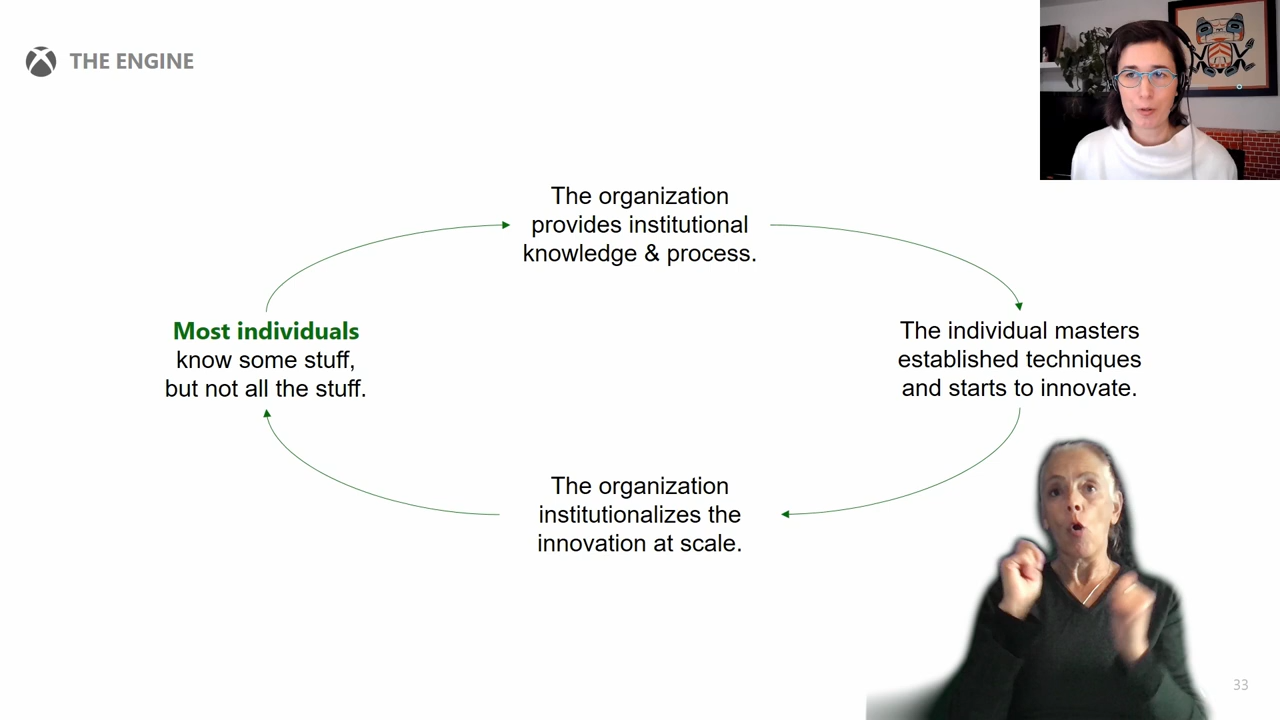 THE ENGINE
The organization
provides institutional
knowledge & process.
Most individuals
know some stuff,
but not all the stuff.
The individual masters
established techniques
and starts to innovate.
The organization
institutionalizes the
innovation at scale.
33